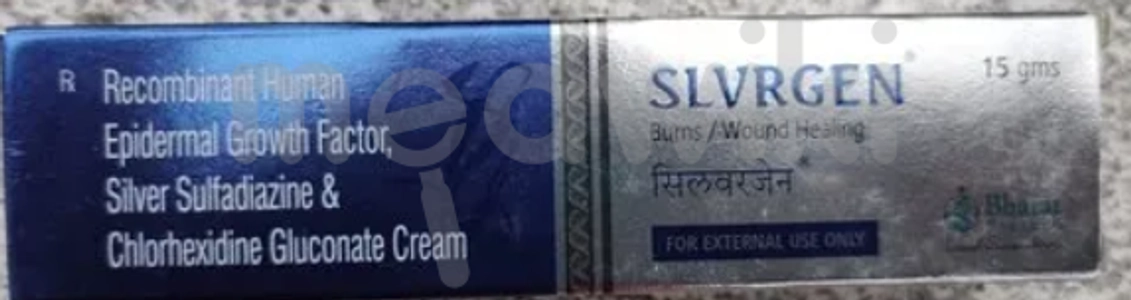 ℞ Recombinant Human
Epidermal Growth Factor,
Silver Sulfadiazine &
Chlorhexidine Gluconate Cream
SLVRGEN
15 gms
Burns / Wound Healing
सिलवरजेन
FOR EXTERNAL USE ONLY
Bharat